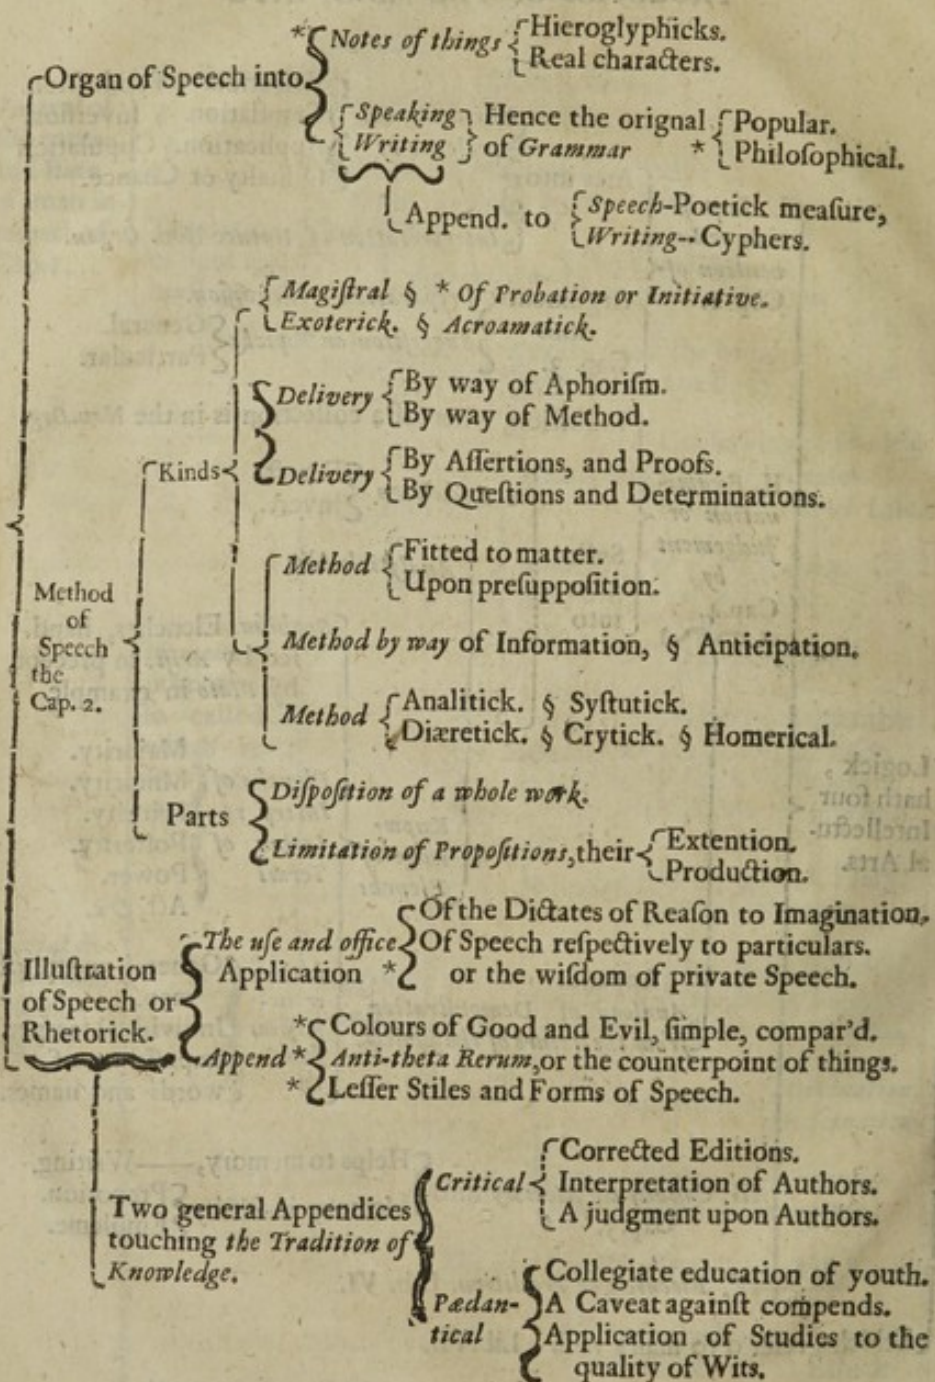 * Notes of things Hieroglyphicks.
Real characters.
Organ of Speech into
Speaking Hence the orignal Popular.
Writing of Grammar * Philoſophical.
Append. to Speech-Poetick meaſure,
Writing-- Cyphers.
Magiſtral § * Of Probation or Initiative.
Exoterick. § Acroamatick.
Delivery By way of Aphoriſm.
By way of Method.
Kinds
Delivery By Aſſertions, and Proofs.
By Queſtions and Determinations.
Method Fitted to matter.
Upon preſuppoſition.
Method
of
Speech
the
Cap. 2.
Method by way of Information, § Anticipation.
Method Analitick. § Syſtutick.
Diæretick. § Crytick. § Homerical.
Parts Diſpoſition of a whole work.
Limitation of Propoſitions, their Extention.
Production.
Illuſtration
of Speech or
Rhetorick.
The uſe and office Of the Dictates of Reaſon to Imagination.
Application * Of Speech reſpectively to particulars.
or the wiſdom of private Speech.
Append * * Colours of Good and Evil, ſimple, compar'd.
Anti-theta Rerum, or the counterpoint of things.
* Leſſer Stiles and Forms of Speech.
Two general Appendices
touching the Tradition of
Knowledge.
Critical Corrected Editions.
Interpretation of Authors.
A judgment upon Authors.
Pædan-
tical
Collegiate education of youth.
A Caveat againſt compends.
Application of Studies to the
quality of Wits.